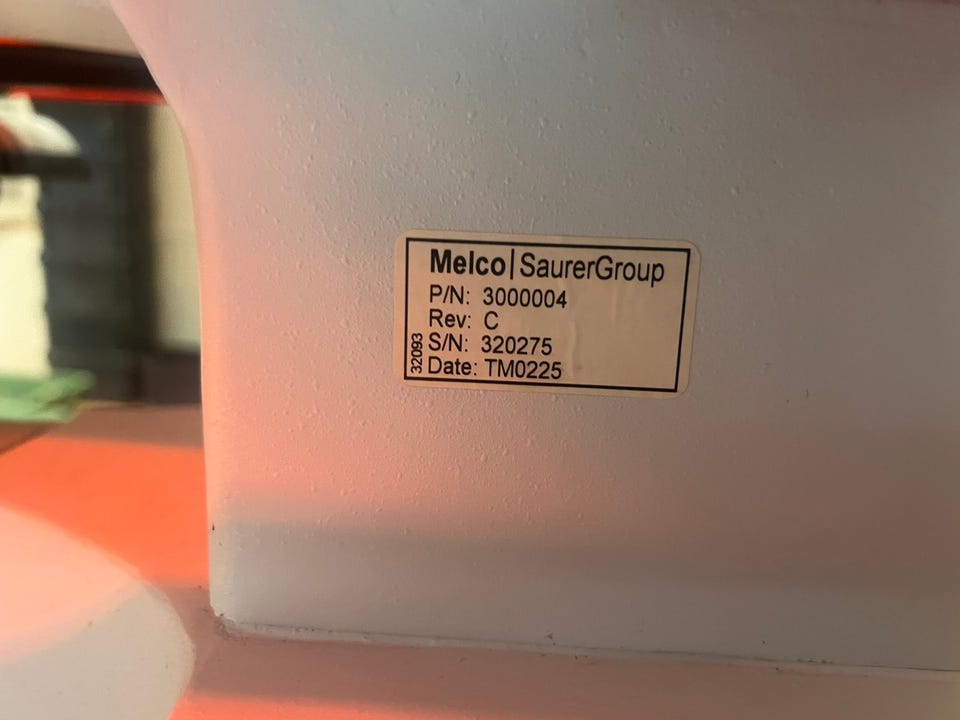 Melco|SaurerGroup
P/N: 3000004
Rev: C
S/N: 320275
Date: TM0225
32093